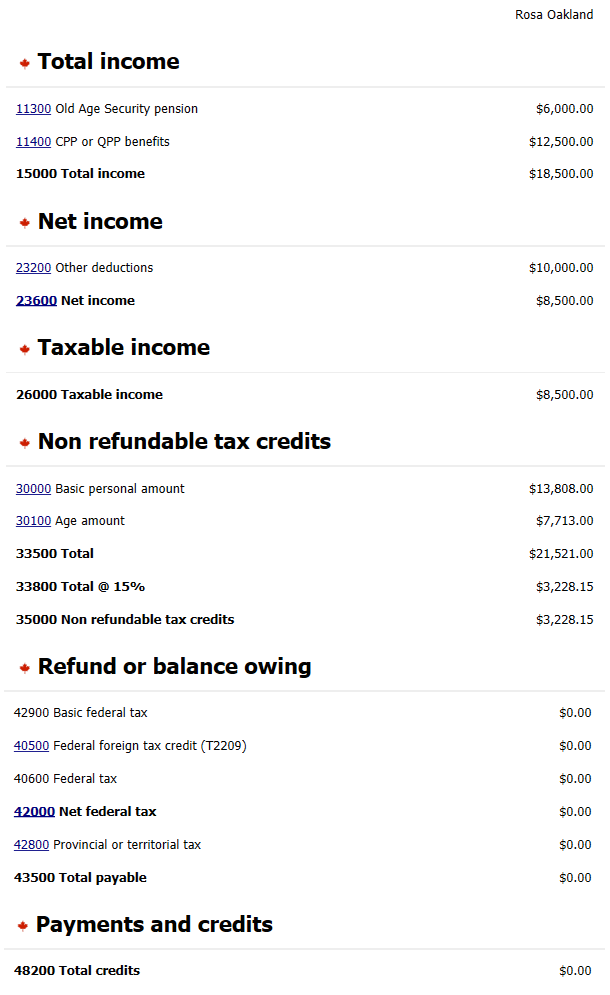 Rosa Oakland
Total income
11300 Old Age Security pension $6,000.00
11400 CPP or QPP benefits $12,500.00
15000 Total income $18,500.00
Net income
23200 Other deductions $10,000.00
23600 Net income $8,500.00
Taxable income
26000 Taxable income $8,500.00
Non refundable tax credits
30000 Basic personal amount $13,808.00
30100 Age amount $7,713.00
33500 Total $21,521.00
33800 Total @ 15% $3,228.15
35000 Non refundable tax credits $3,228.15
Refund or balance owing
42900 Basic federal tax $0.00
40500 Federal foreign tax credit (T2209) $0.00
40600 Federal tax $0.00
42000 Net federal tax $0.00
42800 Provincial or territorial tax $0.00
43500 Total payable $0.00
Payments and credits
48200 Total credits $0.00